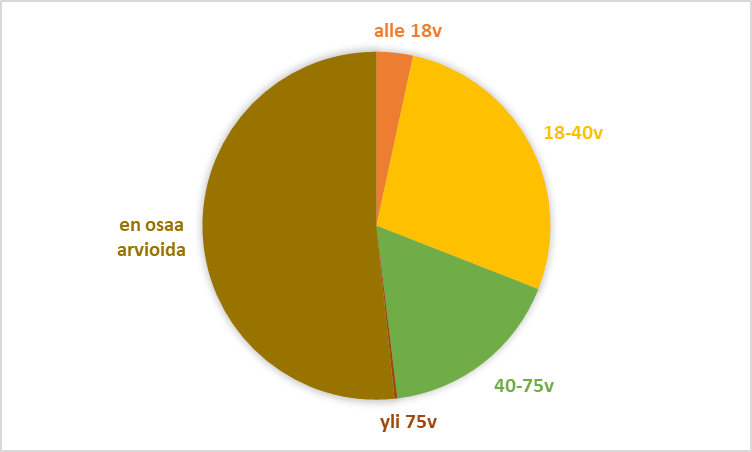 alle 18v
18-40v
en osaa
arvioida
40-75v
yli 75v